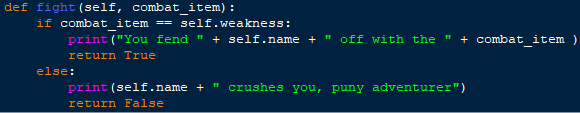 def fight(self, combat_item):
    if combat_item == self.weakness:
        print("You fend " + self.name + " off with the " + combat_item )
        return True
    else:
        print(self.name + " crushes you, puny adventurer")
        return False